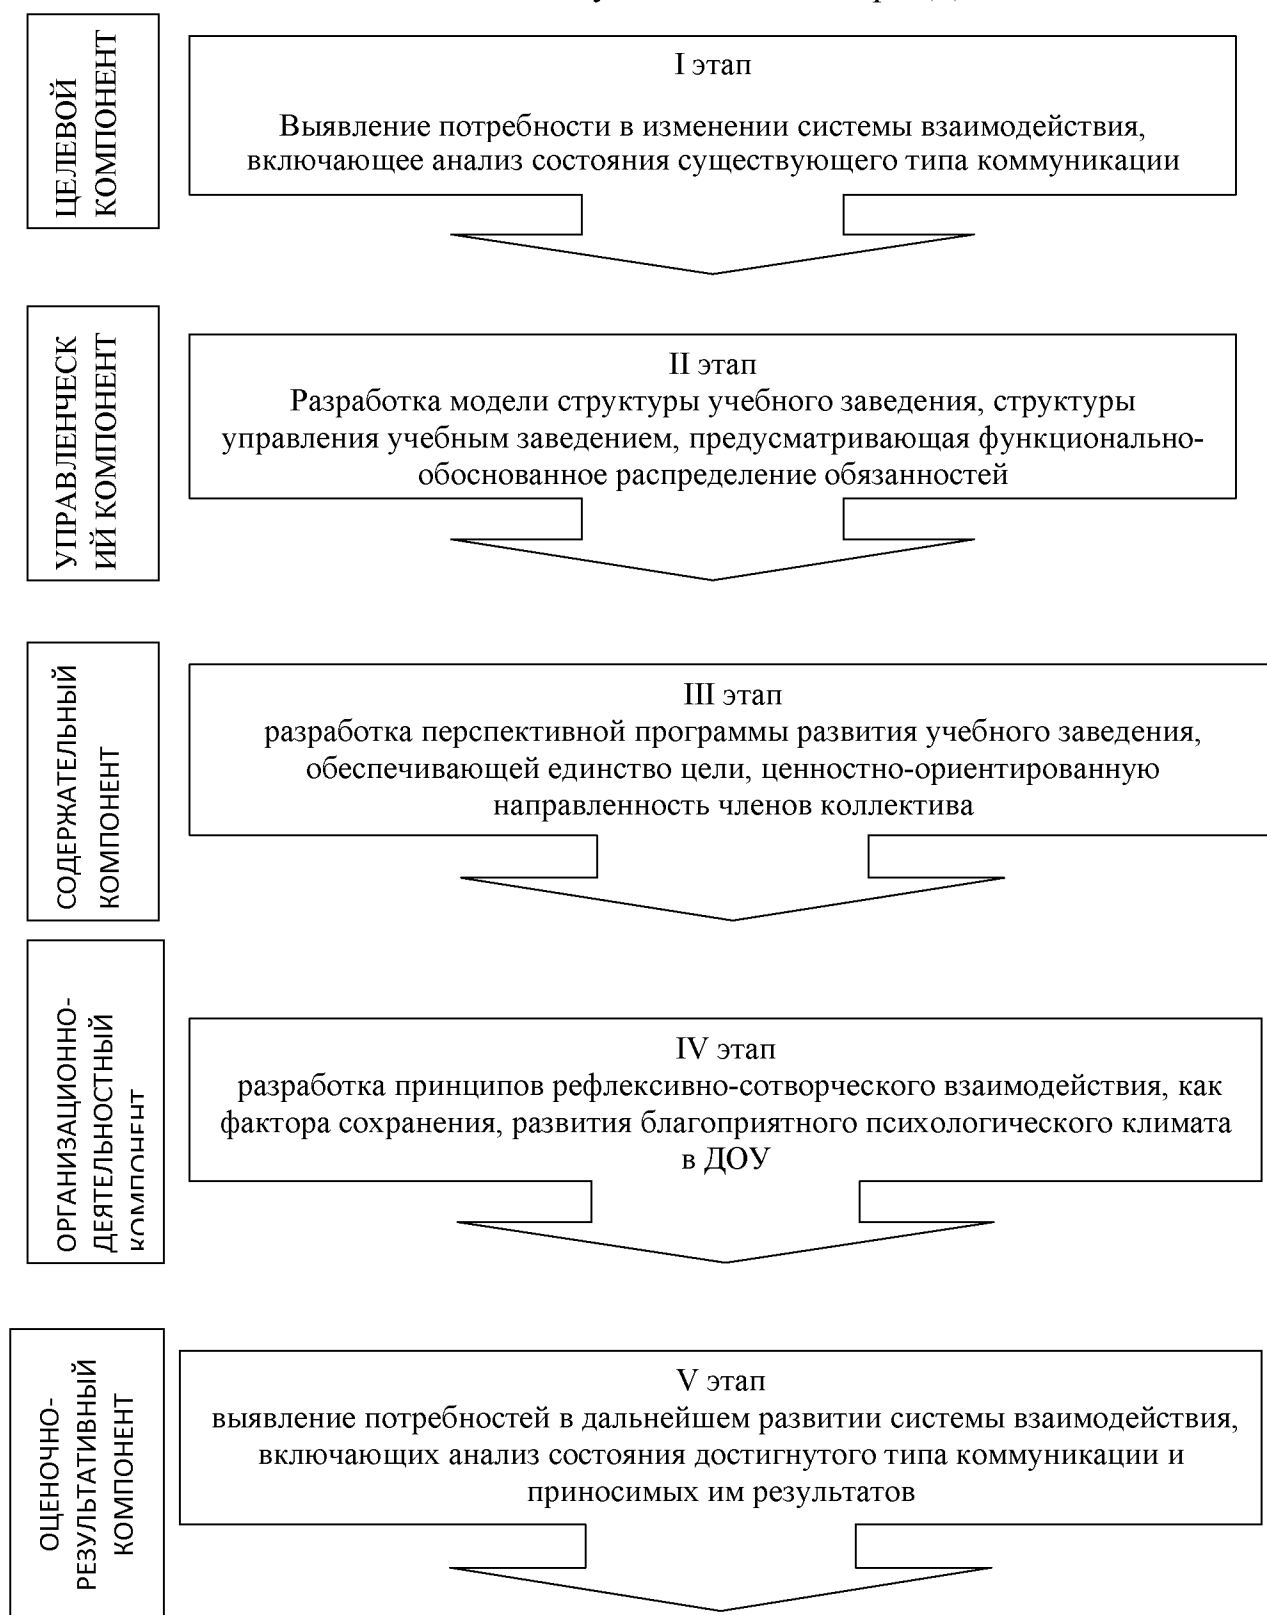 ЦЕЛЕВОЙ
КОМПОНЕНТ
I этап
Выявление потребности в изменении системы взаимодействия,
включающее анализ состояния существующего типа коммуникации
УПРАВЛЕНЧЕСК
ИЙ КОМПОНЕНТ
II этап
Разработка модели структуры учебного заведения, структуры
управления учебным заведением, предусматривающая функционально-
обоснованное распределение обязанностей
СОДЕРЖАТЕЛЬНЫЙ
КОМПОНЕНТ
III этап
разработка перспективной программы развития учебного заведения,
обеспечивающей единство цели, ценностно-ориентированную
направленность членов коллектива
ОРГАНИЗАЦИОННО-
ДЕЯТЕЛЬНОСТНЫЙ
КОМПОНЕНТ
IV этап
разработка принципов рефлексивно-сотворческого взаимодействия, как
фактора сохранения, развития благоприятного психологического климата
в ДОУ
ОЦЕНОЧНО-
РЕЗУЛЬТАТИВНЫЙ
КОМПОНЕНТ
V этап
выявление потребностей в дальнейшем развитии системы взаимодействия,
включающих анализ состояния достигнутого типа коммуникации и
приносимых им результатов